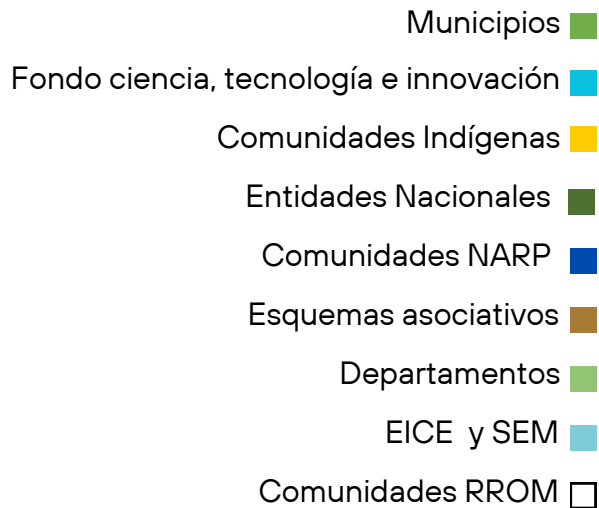 Municipios
Fondo ciencia, tecnología e innovación
Comunidades Indígenas
Entidades Nacionales
Comunidades NARP
Esquemas asociativos
Departamentos
EICE y SEM
Comunidades RROM